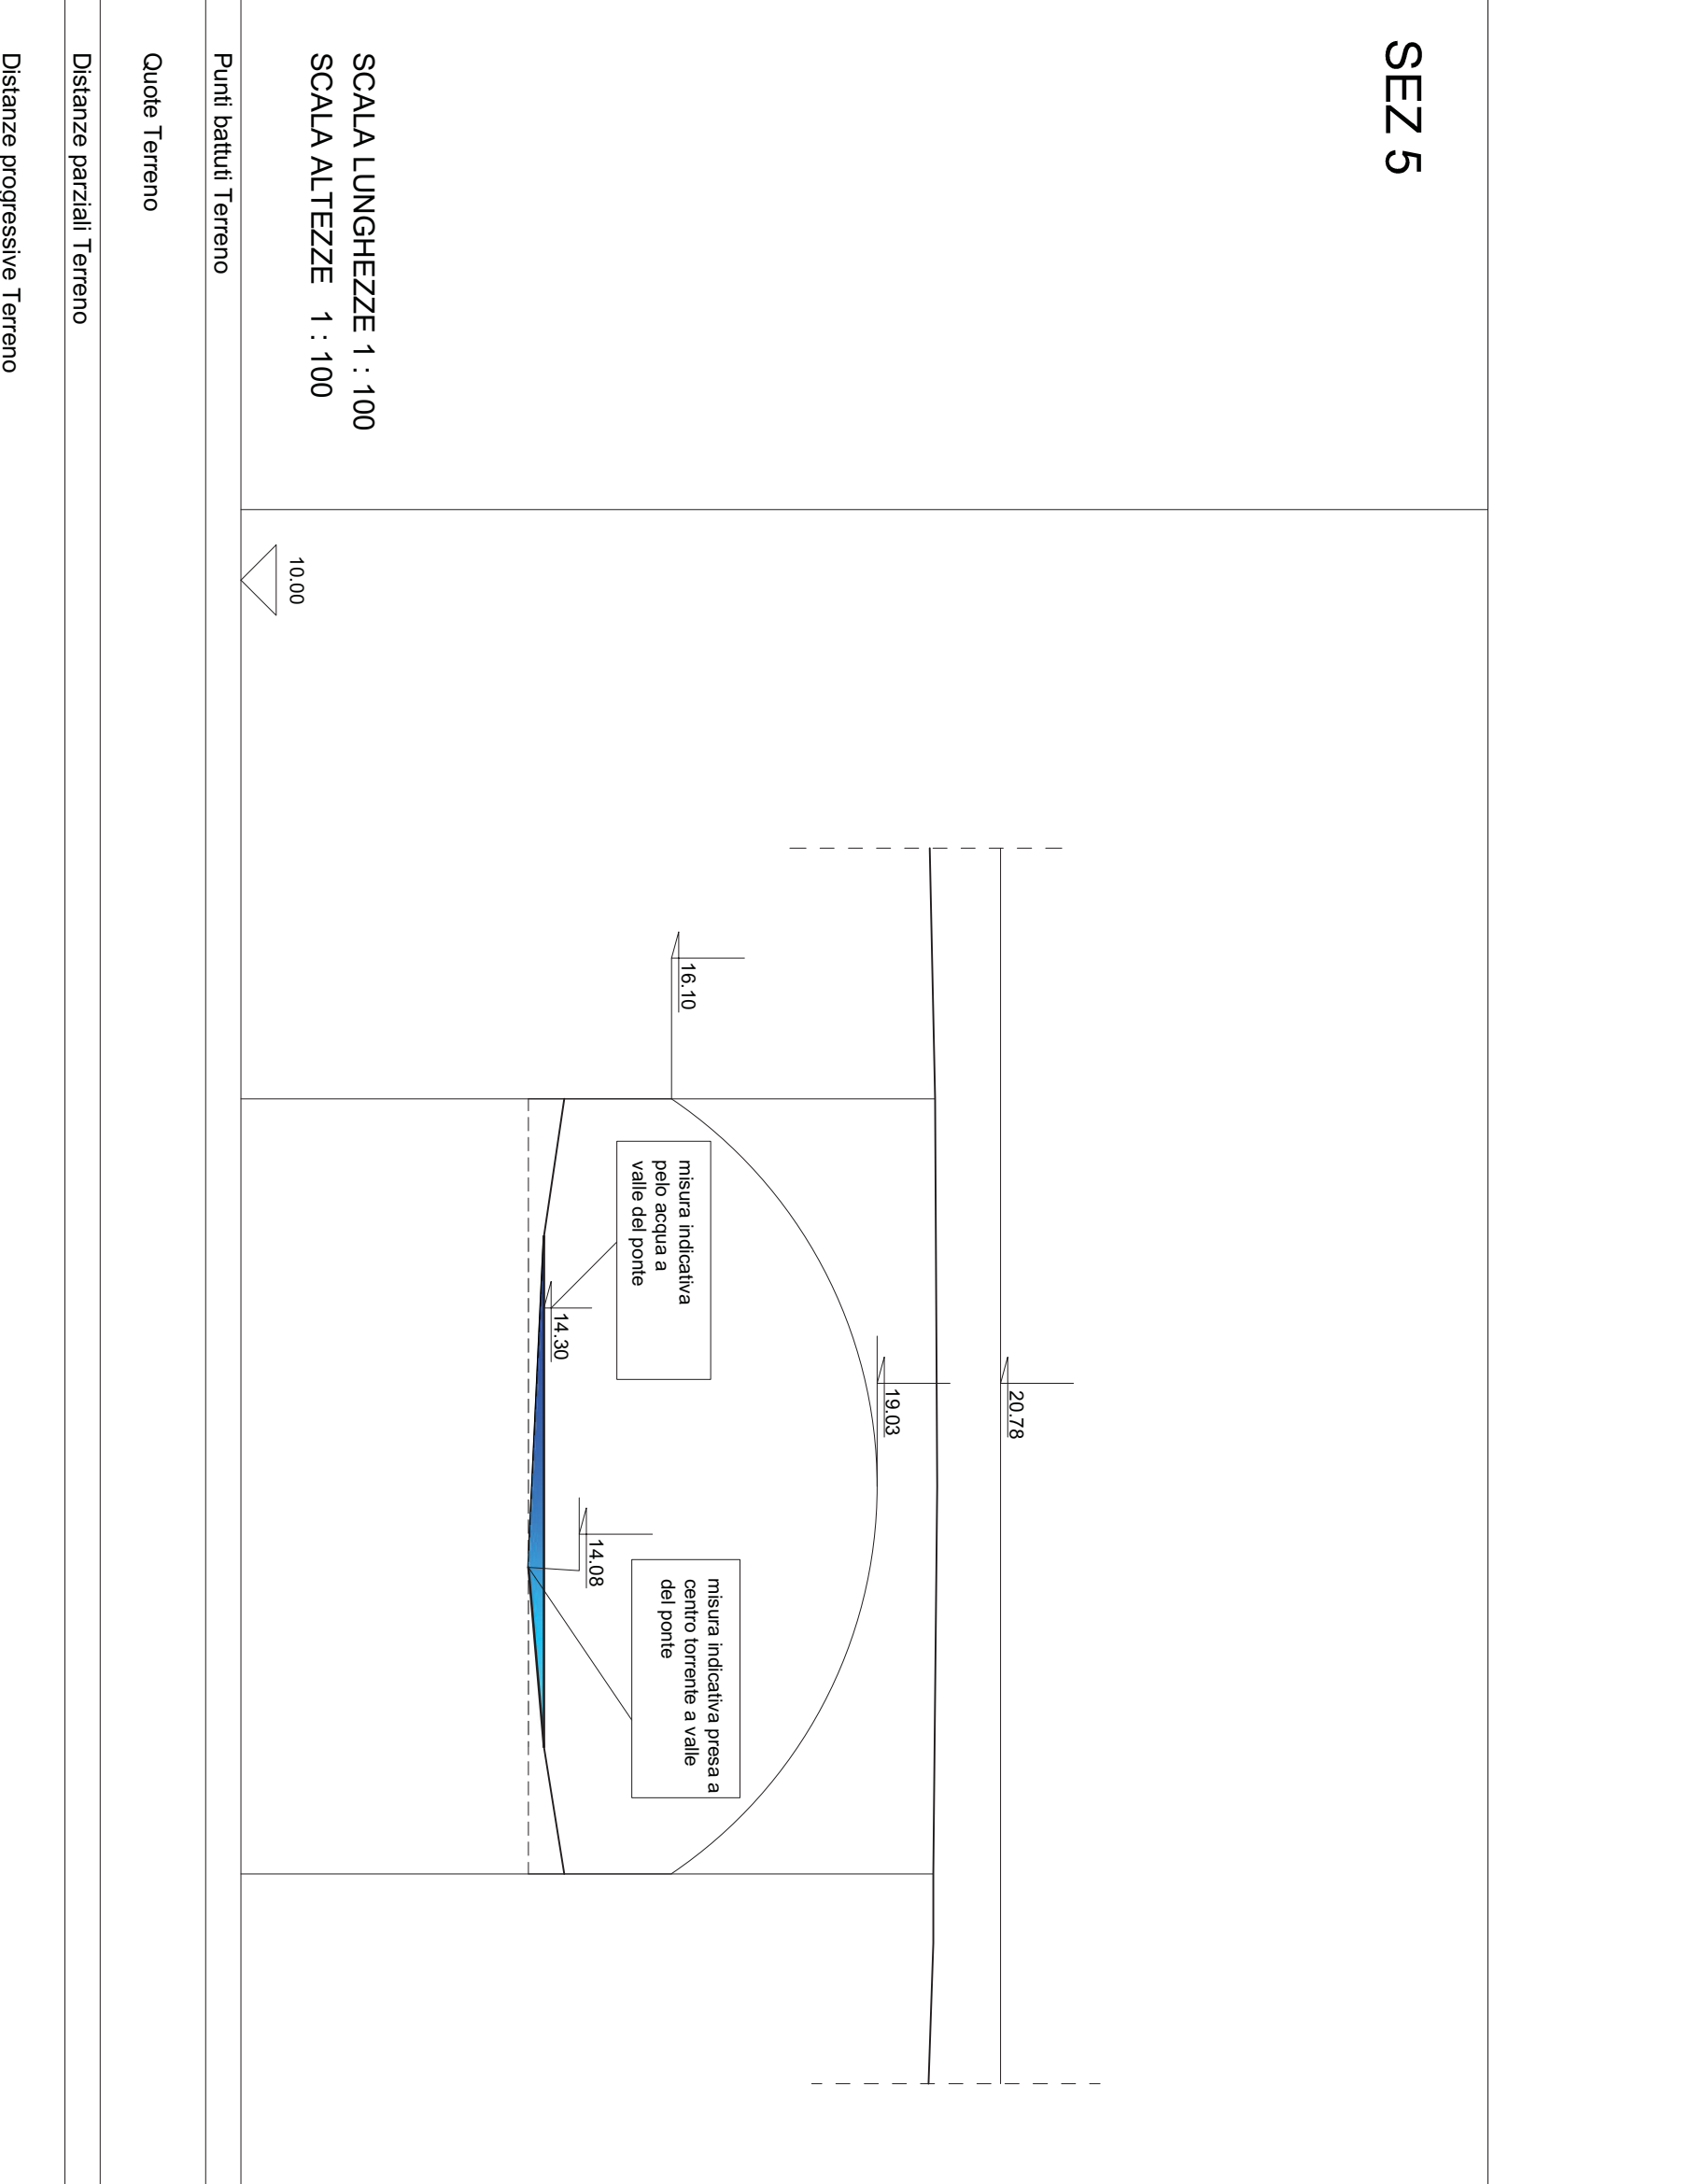 SEZ 5
20.78
19.03
misura indicativa presa a
centro torrente a valle
del ponte
16.10
misura indicativa
pelo acqua a
valle del ponte
14.08
14.30
SCALA LUNGHEZZE 1 : 100
SCALA ALTEZZE 1 : 100
10.00
Punti battuti Terreno
Quote Terreno
Distanze parziali Terreno
Distanze progressive Terreno